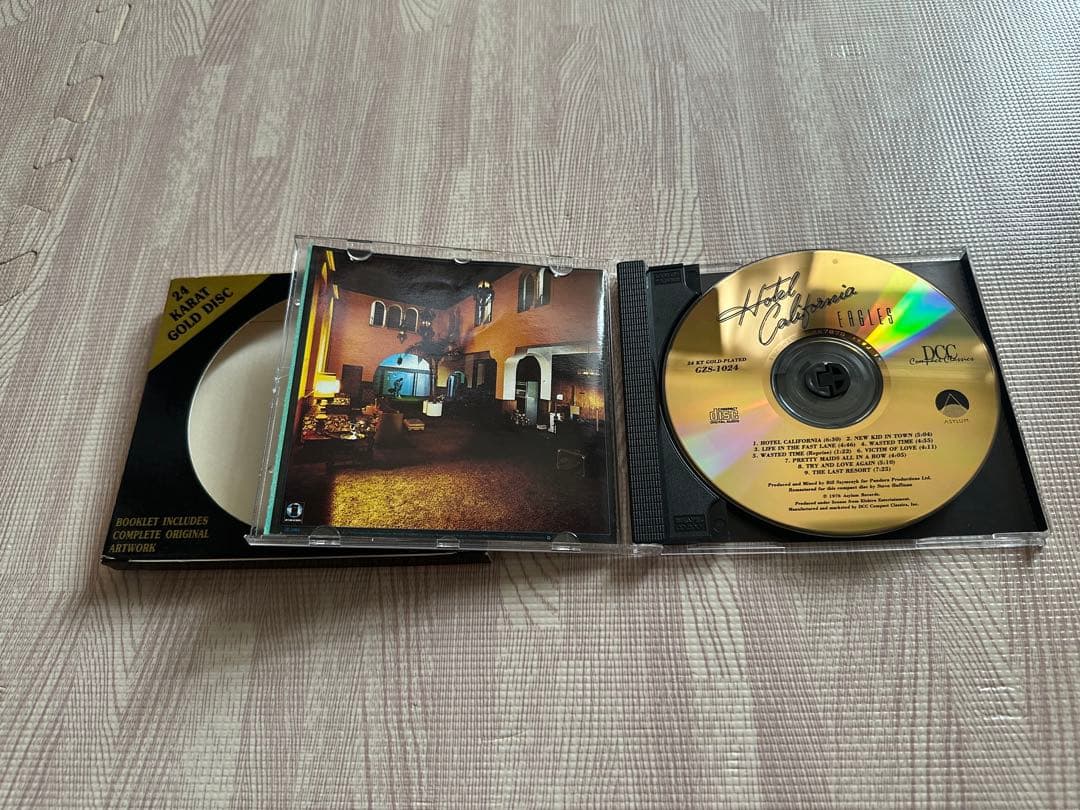 24
KARAT
GOLD DISC
BOOKLET INCLUDES
COMPLETE ORIGINAL
ARTWORK
Hotel
California
EAGLES
24 KT GOLD-PLATED
GZS-1024
DCC
Compact Classics
disc
DIGITAL AUDIO
ASYLUM
1. HOTEL CALIFORNIA (6:30) 2. NEW KID IN TOWN (5:04)
3. LIFE IN THE FAST LANE (4:46) 4. WASTED TIME (4:55)
5. WASTED TIME (Reprise) (1:22) 6. VICTIM OF LOVE (4:11)
7. PRETTY MAIDS ALL IN A ROW (4:05)
8. TRY AND LOVE AGAIN (5:10)
9. THE LAST RESORT (7:25)
Produced and Mixed by Bill Szymczyk for Pandora Productions Ltd.
Remastered for this compact disc by Steve Hoffman
© 1976 Asylum Records.
Produced under license from Elektra Entertainment.
Manufactured and marketed by DCC Compact Classics, Inc.